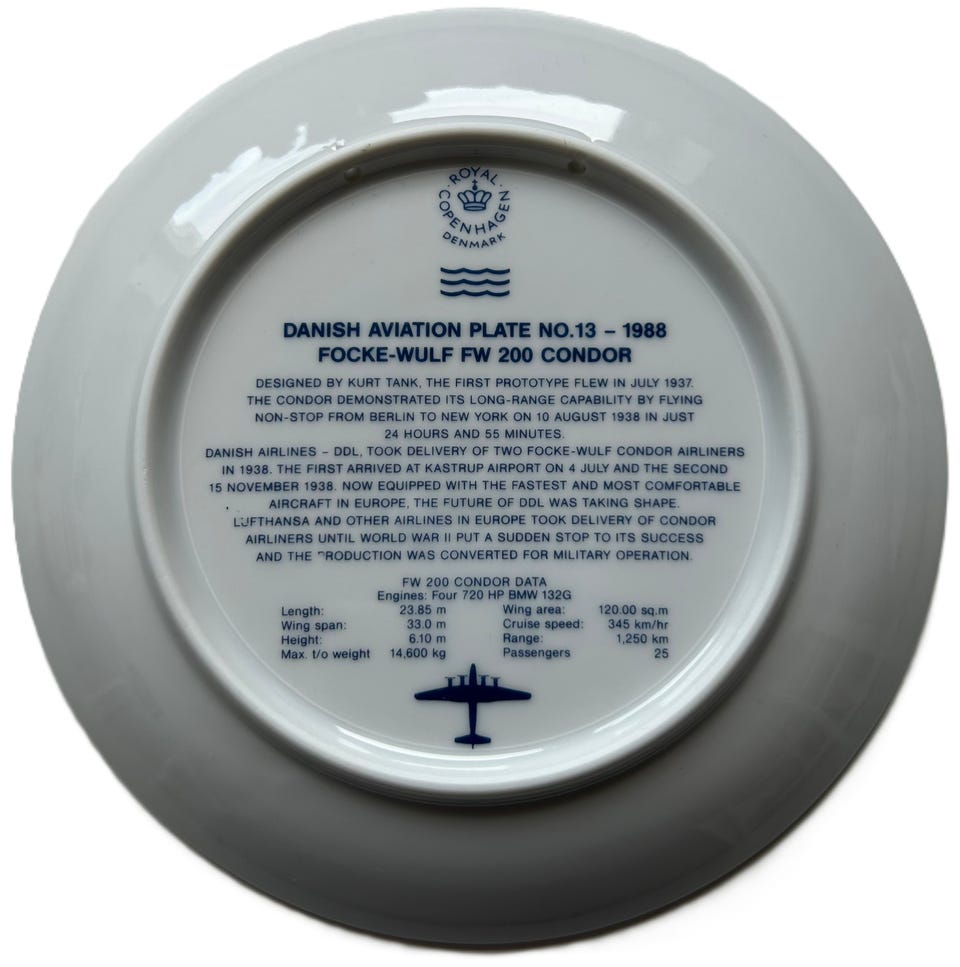 ROYAL
COPENHAGEN
DENMARK
DANISH AVIATION PLATE NO.13 – 1988
FOCKE-WULF FW 200 CONDOR
DESIGNED BY KURT TANK, THE FIRST PROTOTYPE FLEW IN JULY 1937.
THE CONDOR DEMONSTRATED ITS LONG-RANGE CAPABILITY BY FLYING
NON-STOP FROM BERLIN TO NEW YORK ON 10 AUGUST 1938 IN JUST
24 HOURS AND 55 MINUTES.
DANISH AIRLINES – DDL, TOOK DELIVERY OF TWO FOCKE-WULF CONDOR AIRLINERS
IN 1938. THE FIRST ARRIVED AT KASTRUP AIRPORT ON 4 JULY AND THE SECOND
15 NOVEMBER 1938. NOW EQUIPPED WITH THE FASTEST AND MOST COMFORTABLE
AIRCRAFT IN EUROPE, THE FUTURE OF DDL WAS TAKING SHAPE.
LUFTHANSA AND OTHER AIRLINES IN EUROPE TOOK DELIVERY OF CONDOR
AIRLINERS UNTIL WORLD WAR II PUT A SUDDEN STOP TO ITS SUCCESS
AND THE PRODUCTION WAS CONVERTED FOR MILITARY OPERATION.
FW 200 CONDOR DATA
Engines: Four 720 HP BMW 132G
Length: 23.85 m Wing area: 120.00 sq.m
Wing span: 33.0 m Cruise speed: 345 km/hr
Height: 6.10 m Range: 1,250 km
Max. t/o weight 14,600 kg Passengers 25